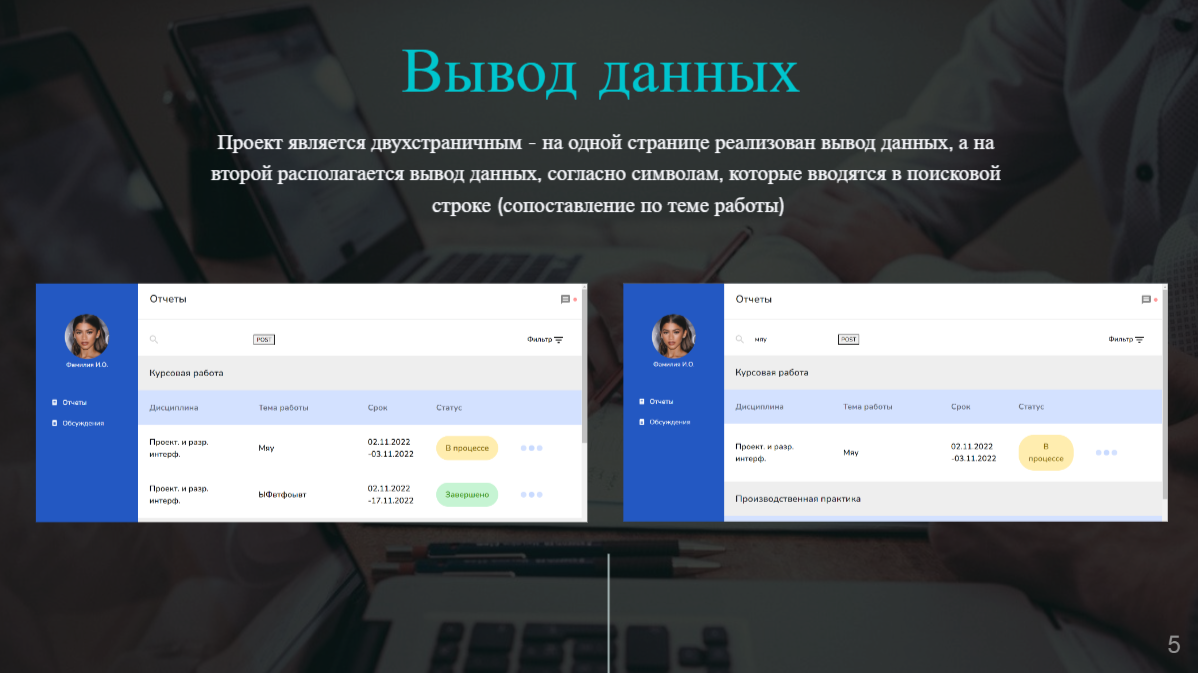 Вывод данных
Проект является двухстраничным - на одной странице реализован вывод данных, а на
второй располагается вывод данных, согласно символам, которые вводятся в поисковой
строке (сопоставление по теме работы)
Фамилия И.О.
Отчеты
Обсуждения
Отчеты
POST
Фильтр
Курсовая работа
Дисциплина Тема работы Срок Статус
Проект. и разр.
интерф.
Мяу
02.11.2022
-03.11.2022
В процессе
Проект. и разр.
интерф.
ЫФвтфоывт
02.11.2022
-17.11.2022
Завершено
Фамилия И.О.
Отчеты
Обсуждения
Отчеты
мяу
POST
Фильтр
Курсовая работа
Дисциплина Тема работы Срок Статус
Проект. и разр.
интерф.
Мяу
02.11.2022
-03.11.2022
В
процессе
Производственная практика
5